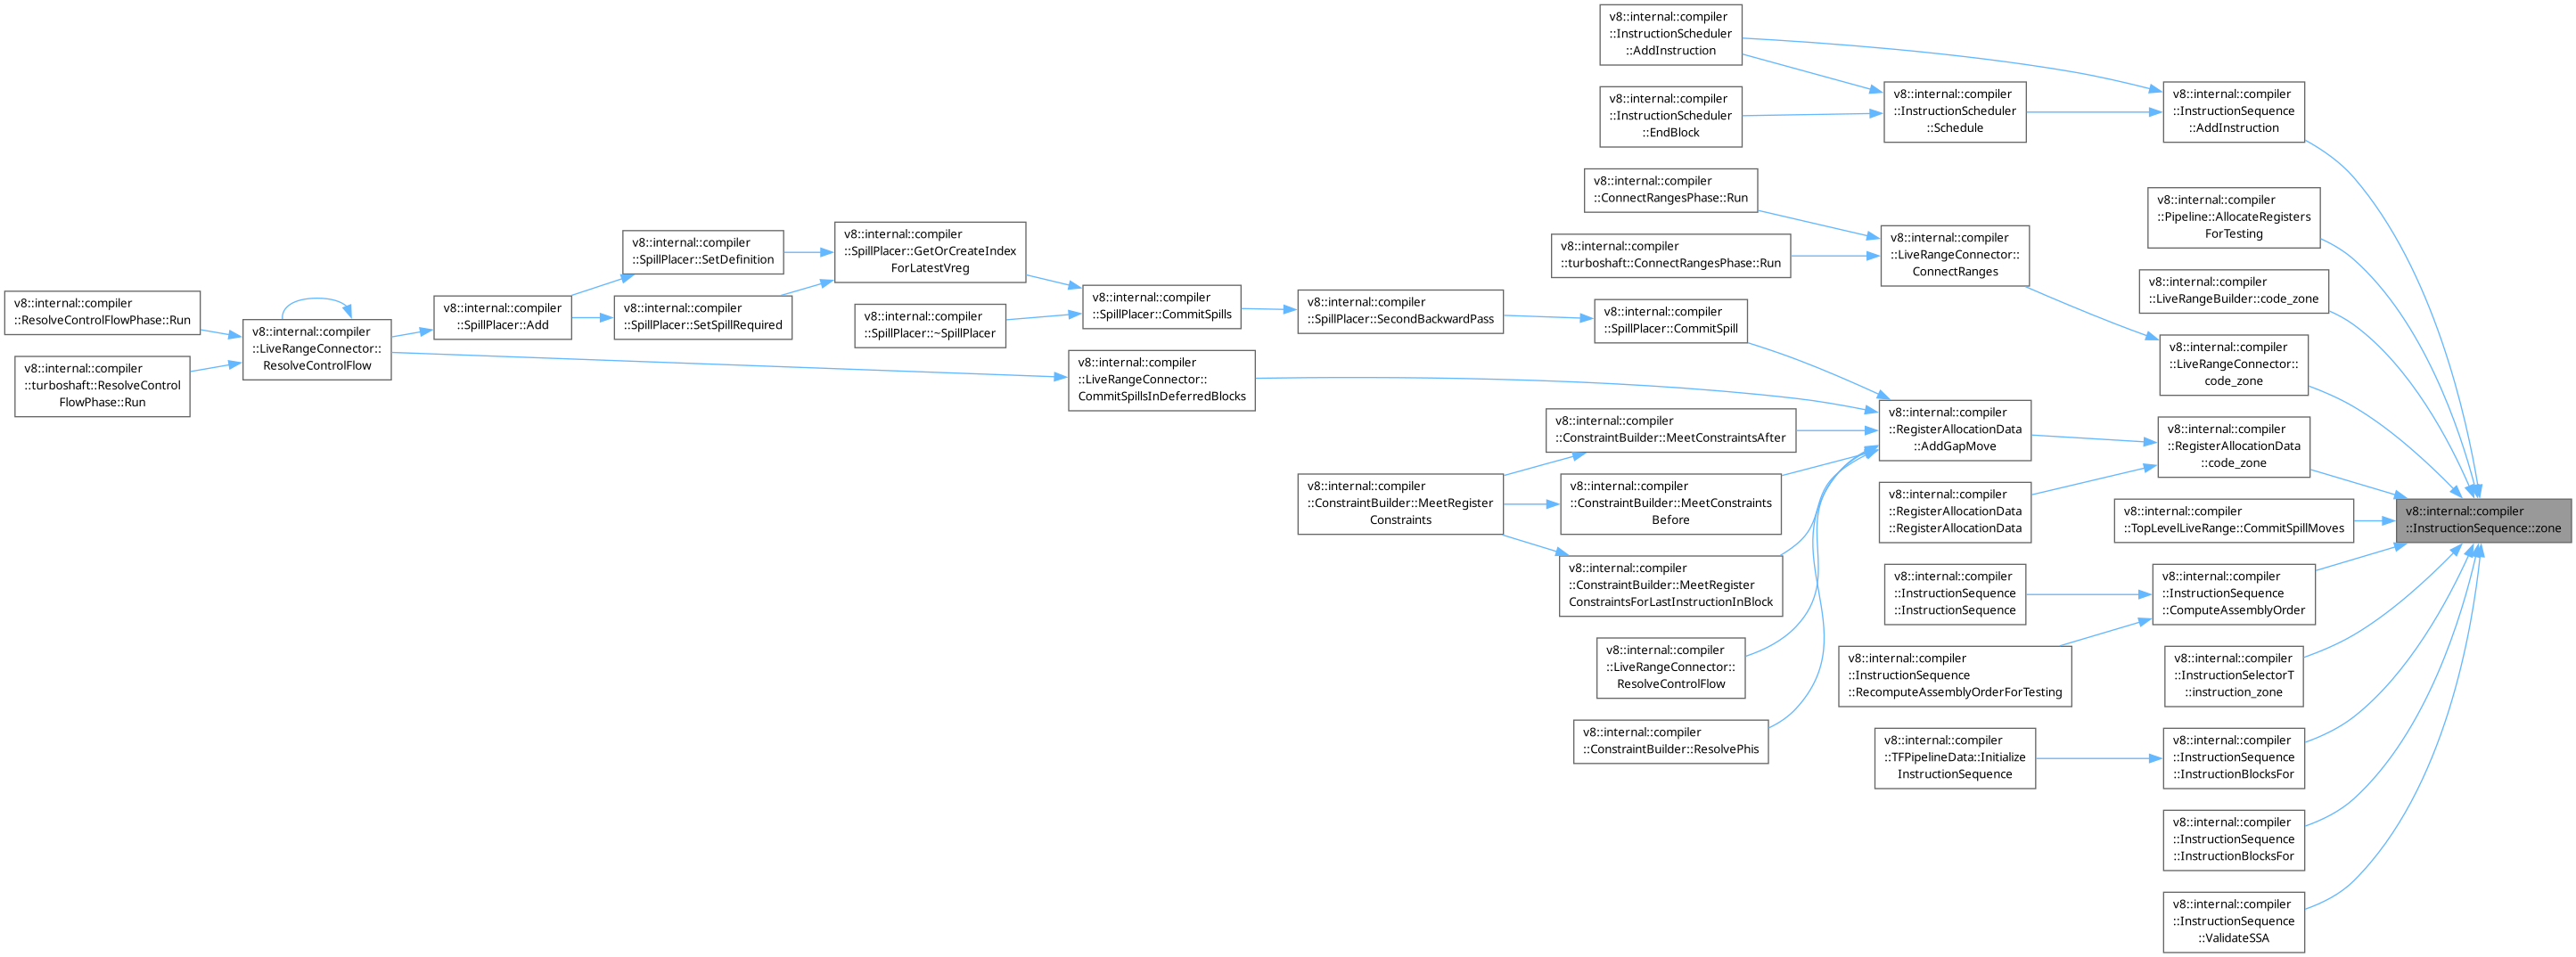 v8::internal::compiler
::InstructionScheduler
::AddInstruction
v8::internal::compiler
::InstructionScheduler
::EndBlock
v8::internal::compiler
::InstructionScheduler
::Schedule
v8::internal::compiler
::InstructionSequence
::AddInstruction
v8::internal::compiler
::ConnectRangesPhase::Run
v8::internal::compiler
::Pipeline::AllocateRegisters
ForTesting
v8::internal::compiler
::turboshaft::ConnectRangesPhase::Run
v8::internal::compiler
::LiveRangeConnector::
ConnectRanges
v8::internal::compiler
::LiveRangeBuilder::code_zone
v8::internal::compiler
::ResolveControlFlowPhase::Run
v8::internal::compiler
::turboshaft::ResolveControl
FlowPhase::Run
v8::internal::compiler
::LiveRangeConnector::
ResolveControlFlow
v8::internal::compiler
::SpillPlacer::Add
v8::internal::compiler
::SpillPlacer::SetDefinition
v8::internal::compiler
::SpillPlacer::SetSpillRequired
v8::internal::compiler
::SpillPlacer::GetOrCreateIndex
ForLatestVreg
v8::internal::compiler
::SpillPlacer::~SpillPlacer
v8::internal::compiler
::SpillPlacer::CommitSpills
v8::internal::compiler
::SpillPlacer::SecondBackwardPass
v8::internal::compiler
::SpillPlacer::CommitSpill
v8::internal::compiler
::LiveRangeConnector::
code_zone
v8::internal::compiler
::LiveRangeConnector::
CommitSpillsInDeferredBlocks
v8::internal::compiler
::ConstraintBuilder::MeetConstraintsAfter
v8::internal::compiler
::RegisterAllocationData
::AddGapMove
v8::internal::compiler
::RegisterAllocationData
::code_zone
v8::internal::compiler
::ConstraintBuilder::MeetRegister
Constraints
v8::internal::compiler
::ConstraintBuilder::MeetConstraints
Before
v8::internal::compiler
::RegisterAllocationData
::RegisterAllocationData
v8::internal::compiler
::TopLevelLiveRange::CommitSpillMoves
v8::internal::compiler
::InstructionSequence::zone
v8::internal::compiler
::ConstraintBuilder::MeetRegister
ConstraintsForLastInstructionInBlock
v8::internal::compiler
::InstructionSequence
::InstructionSequence
v8::internal::compiler
::InstructionSequence
::ComputeAssemblyOrder
v8::internal::compiler
::LiveRangeConnector::
ResolveControlFlow
v8::internal::compiler
::InstructionSequence
::RecomputeAssemblyOrderForTesting
v8::internal::compiler
::InstructionSelectorT
::instruction_zone
v8::internal::compiler
::ConstraintBuilder::ResolvePhis
v8::internal::compiler
::TFPipelineData::Initialize
InstructionSequence
v8::internal::compiler
::InstructionSequence
::InstructionBlocksFor
v8::internal::compiler
::InstructionSequence
::InstructionBlocksFor
v8::internal::compiler
::InstructionSequence
::ValidateSSA